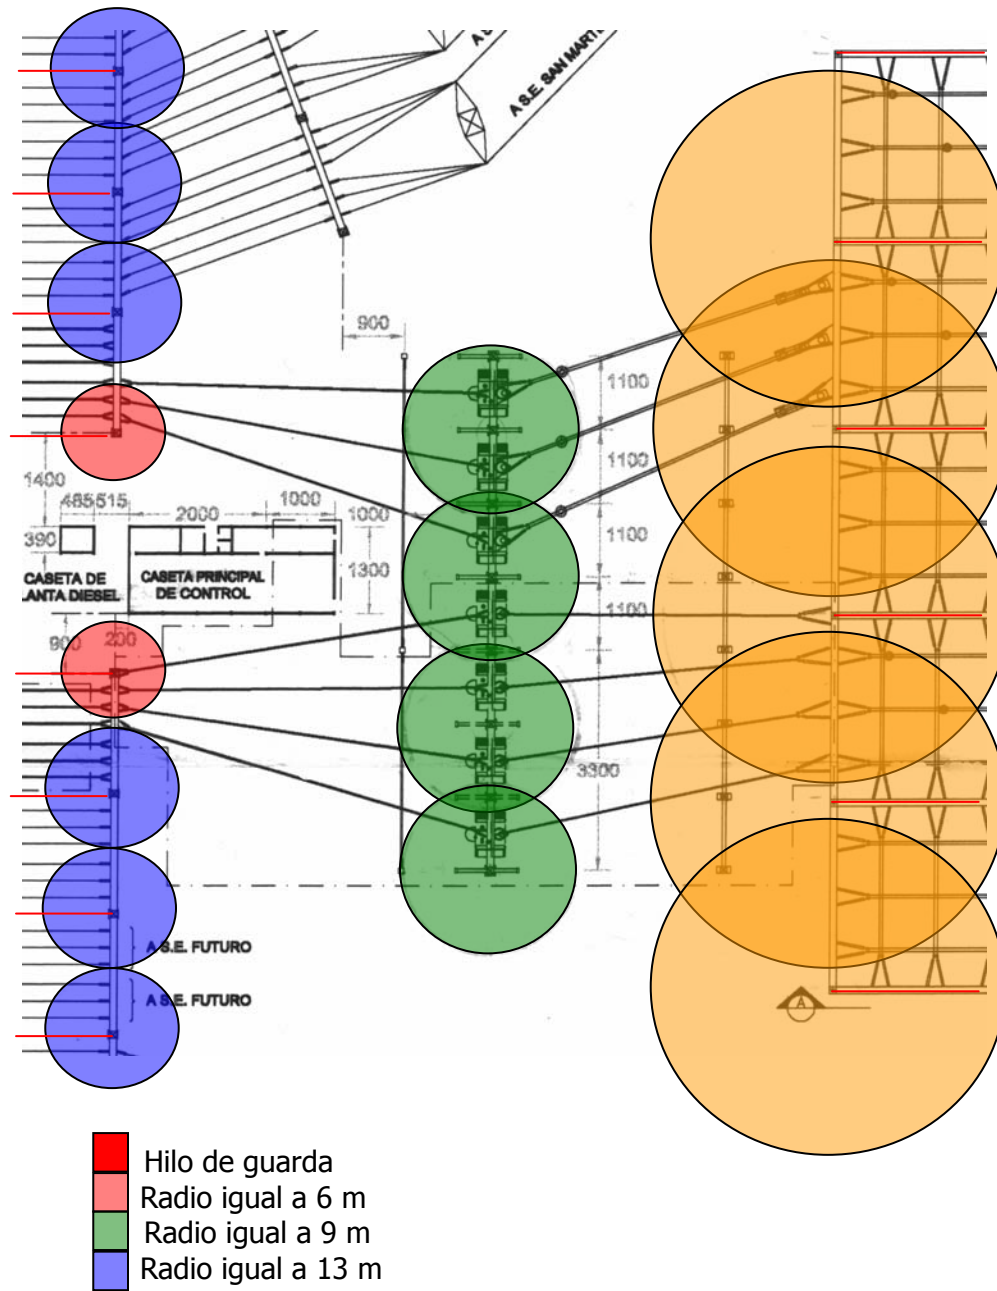 A S.E. SAN MARTI
900
1100
1100
1100
1100
3300
1400
485
515
2000
1000
1000
390
1300
CASETA DE
LANTA DIESEL
CASETA PRINCIPAL
DE CONTROL
900
200
A S.E. FUTURO
A S.E. FUTURO
A
Hilo de guarda
Radio igual a 6 m
Radio igual a 9 m
Radio igual a 13 m